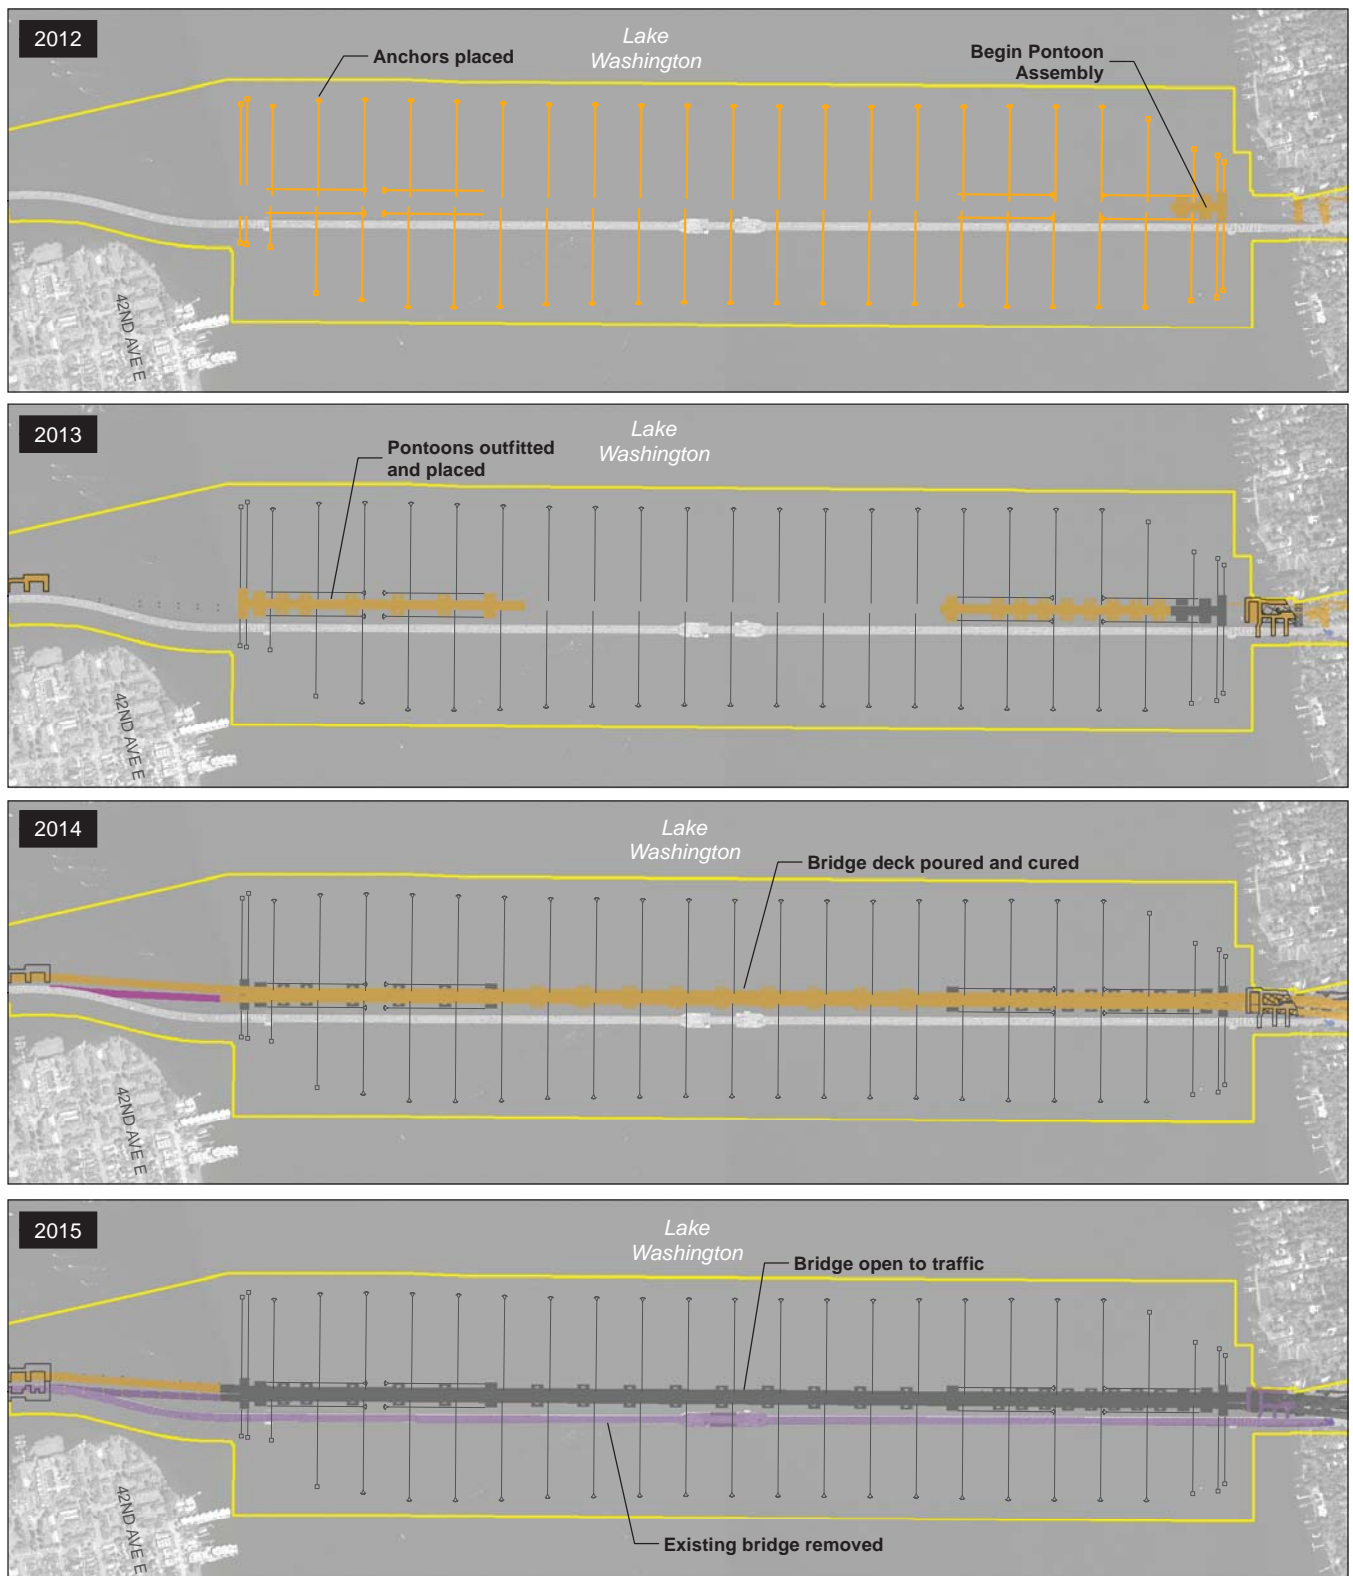 2012
Lake
Washington
Anchors placed
Begin Pontoon
Assembly
42ND AVE E
2013
Lake
Washington
Pontoons outfitted
and placed
42ND AVE E
2014
Lake
Washington
Bridge deck poured and cured
42ND AVE E
2015
Lake
Washington
Bridge open to traffic
42ND AVE E
Existing bridge removed